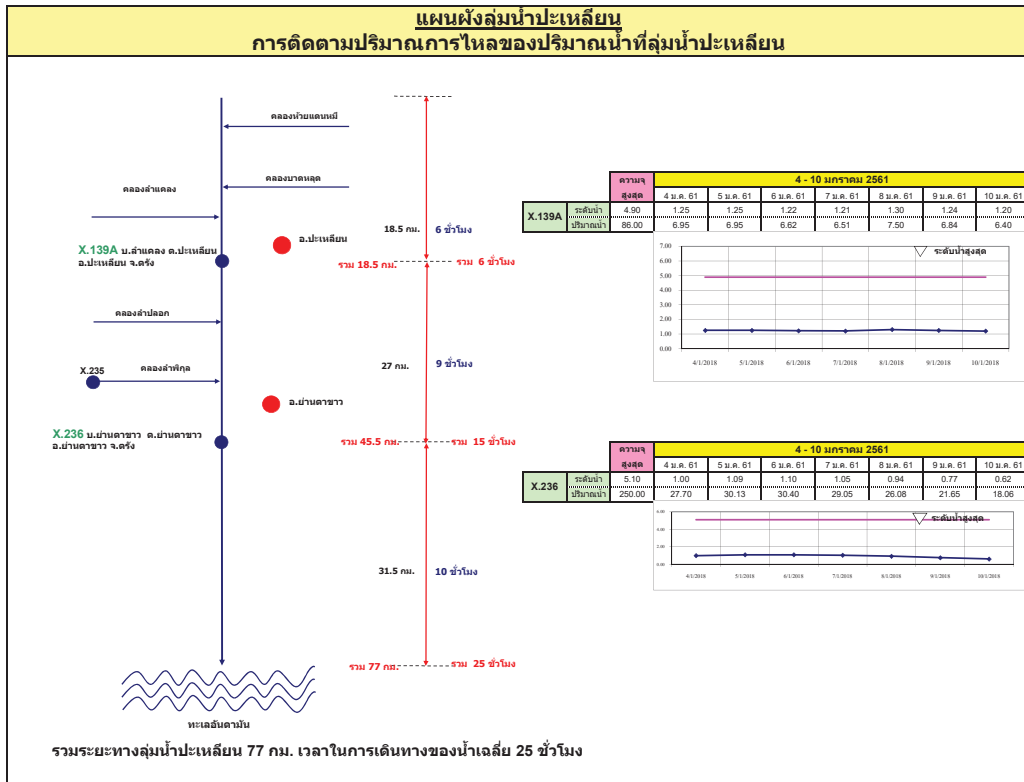 แผนผังลุ่มน้ำปะเหลียน
การติดตามปริมาณการไหลของปริมาณน้ำที่ลุ่มน้ำปะเหลียน
คลองห้วยแดนหมี
คลองบาดหลุด
คลองลำแคลง
18.5 กม.
6 ชั่วโมง
อ.ปะเหลียน
X.139A บ.ลำแคลง ต.ปะเหลียน
อ.ปะเหลียน จ.ตรัง
รวม 18.5 กม.
รวม 6 ชั่วโมง
คลองลำปลอก
27 กม.
9 ชั่วโมง
X.235
คลองลำพิกุล
อ.ย่านตาขาว
X.236 บ.ย่านตาขาว ต.ย่านตาขาว
อ.ย่านตาขาว จ.ตรัง
รวม 45.5 กม.
รวม 15 ชั่วโมง
31.5 กม.
10 ชั่วโมง
รวม 77 กม.
รวม 25 ชั่วโมง
ทะเลอันดามัน
รวมระยะทางลุ่มน้ำปะเหลียน 77 กม. เวลาในการเดินทางของน้ำเฉลี่ย 25 ชั่วโมง
ความจุ 4 - 10 มกราคม 2561
สูงสุด 4 ม.ค. 61 5 ม.ค. 61 6 ม.ค. 61 7 ม.ค. 61 8 ม.ค. 61 9 ม.ค. 61 10 ม.ค. 61
X.139A
ระดับน้ำ 4.90 1.25 1.25 1.22 1.21 1.30 1.24 1.20
ปริมาณน้ำ 86.00 6.95 6.95 6.62 6.51 7.50 6.84 6.40
ระดับน้ำสูงสุด
7.00
6.00
5.00
4.00
3.00
2.00
1.00
0.00
4/1/2018 5/1/2018 6/1/2018 7/1/2018 8/1/2018 9/1/2018 10/1/2018
ความจุ 4 - 10 มกราคม 2561
สูงสุด 4 ม.ค. 61 5 ม.ค. 61 6 ม.ค. 61 7 ม.ค. 61 8 ม.ค. 61 9 ม.ค. 61 10 ม.ค. 61
X.236
ระดับน้ำ 5.10 1.00 1.09 1.10 1.05 0.94 0.77 0.62
ปริมาณน้ำ 250.00 27.70 30.13 30.40 29.05 26.08 21.65 18.06
ระดับน้ำสูงสุด
6.00
4.00
2.00
0.00
4/1/2018 5/1/2018 6/1/2018 7/1/2018 8/1/2018 9/1/2018 10/1/2018